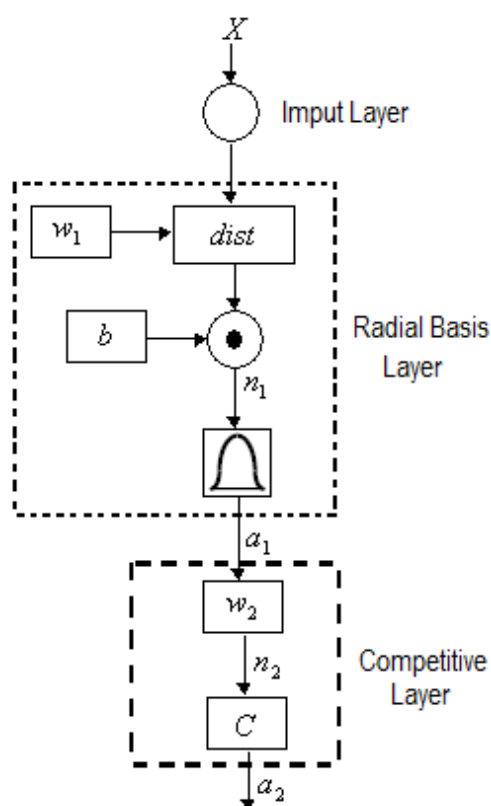 X
Imput Layer
w₁
dist
b
Radial Basis
Layer
n₁
a₁
w₂
n₂
Competitive
Layer
C
a₂